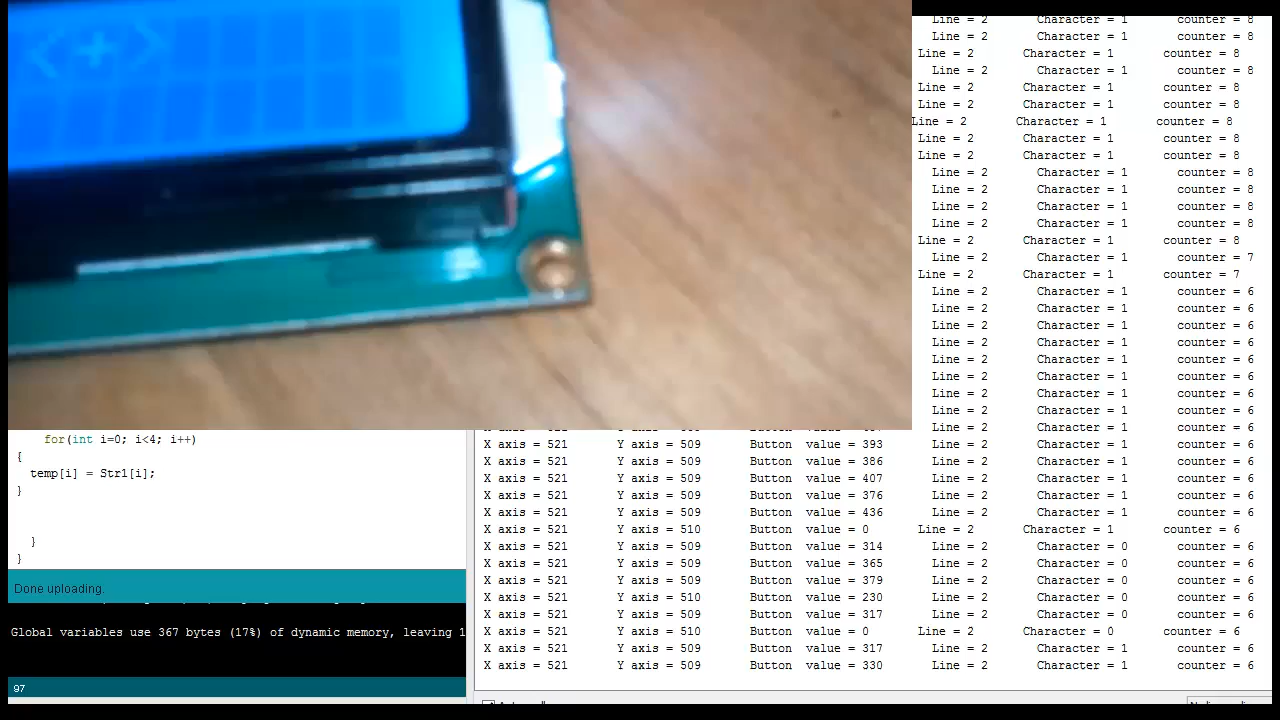 <+>
Line = 2 Character = 1 counter = 8
Line = 2 Character = 1 counter = 8
Line = 2 Character = 1 counter = 8
Line = 2 Character = 1 counter = 8
Line = 2 Character = 1 counter = 8
Line = 2 Character = 1 counter = 8
Line = 2 Character = 1 counter = 8
Line = 2 Character = 1 counter = 8
Line = 2 Character = 1 counter = 8
Line = 2 Character = 1 counter = 8
Line = 2 Character = 1 counter = 8
Line = 2 Character = 1 counter = 8
Line = 2 Character = 1 counter = 8
Line = 2 Character = 1 counter = 8
Line = 2 Character = 1 counter = 7
Line = 2 Character = 1 counter = 7
Line = 2 Character = 1 counter = 6
Line = 2 Character = 1 counter = 6
Line = 2 Character = 1 counter = 6
Line = 2 Character = 1 counter = 6
Line = 2 Character = 1 counter = 6
Line = 2 Character = 1 counter = 6
Line = 2 Character = 1 counter = 6
Line = 2 Character = 1 counter = 6
Line = 2 Character = 1 counter = 6
X axis = 521 Y axis = 509 Button value = 393 Line = 2 Character = 1 counter = 6
X axis = 521 Y axis = 509 Button value = 386 Line = 2 Character = 1 counter = 6
X axis = 521 Y axis = 509 Button value = 407 Line = 2 Character = 1 counter = 6
X axis = 521 Y axis = 509 Button value = 376 Line = 2 Character = 1 counter = 6
X axis = 521 Y axis = 509 Button value = 436 Line = 2 Character = 1 counter = 6
X axis = 521 Y axis = 510 Button value = 0 Line = 2 Character = 1 counter = 6
X axis = 521 Y axis = 509 Button value = 314 Line = 2 Character = 0 counter = 6
X axis = 521 Y axis = 509 Button value = 365 Line = 2 Character = 0 counter = 6
X axis = 521 Y axis = 509 Button value = 379 Line = 2 Character = 0 counter = 6
X axis = 521 Y axis = 510 Button value = 230 Line = 2 Character = 0 counter = 6
X axis = 521 Y axis = 509 Button value = 317 Line = 2 Character = 0 counter = 6
X axis = 521 Y axis = 510 Button value = 0 Line = 2 Character = 0 counter = 6
X axis = 521 Y axis = 509 Button value = 317 Line = 2 Character = 1 counter = 6
X axis = 521 Y axis = 509 Button value = 330 Line = 2 Character = 1 counter = 6
for(int i=0; i<4; i++)
{
temp[i] = Str1[i];
}
}
}
Done uploading.
Global variables use 367 bytes (17%) of dynamic memory, leaving 1
97